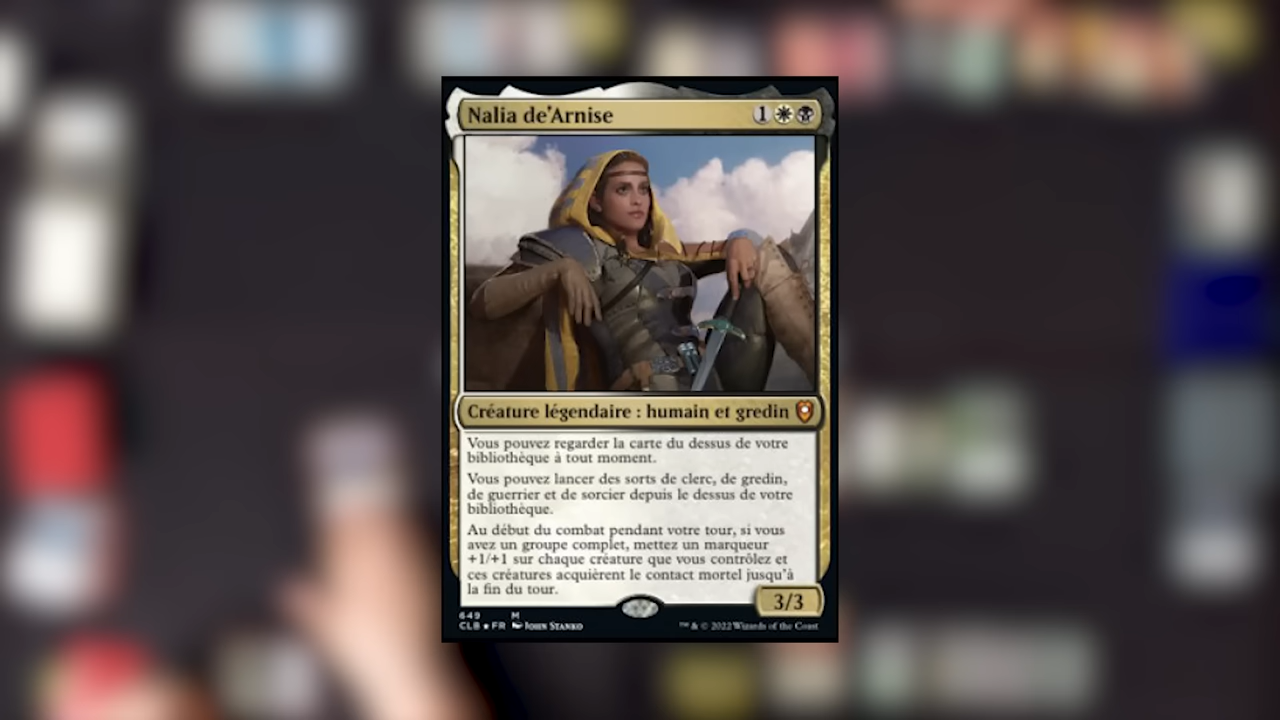 Nalia de'Arnise 1
Créature légendaire : humain et gredin
Vous pouvez regarder la carte du dessus de votre
bibliothèque à tout moment.
Vous pouvez lancer des sorts de clerc, de gredin,
de guerrier et de sorcier depuis le dessus de votre
bibliothèque.
Au début du combat pendant votre tour, si vous
avez un groupe complet, mettez un marqueur
+1/+1 sur chaque créature que vous contrôlez et
ces créatures acquièrent le contact mortel jusqu'à
la fin du tour.
3/3
649 M
CLB • FR John Stanko ™ & © 2022 Wizards of the Coast